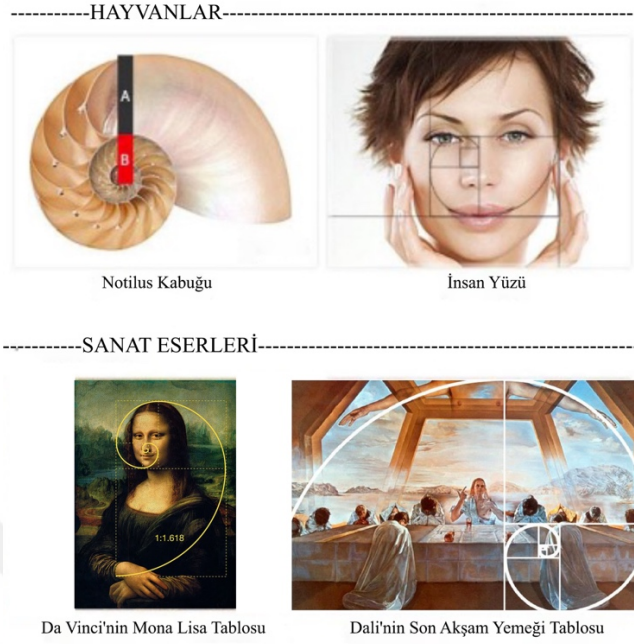 ----------HAYVANLAR--------------------------------------------------
A
B
Notilus Kabuğu
İnsan Yüzü
----------SANAT ESERLERİ---------------------------------------------
1:1.618
Da Vinci'nin Mona Lisa Tablosu
Dali'nin Son Akşam Yemeği Tablosu